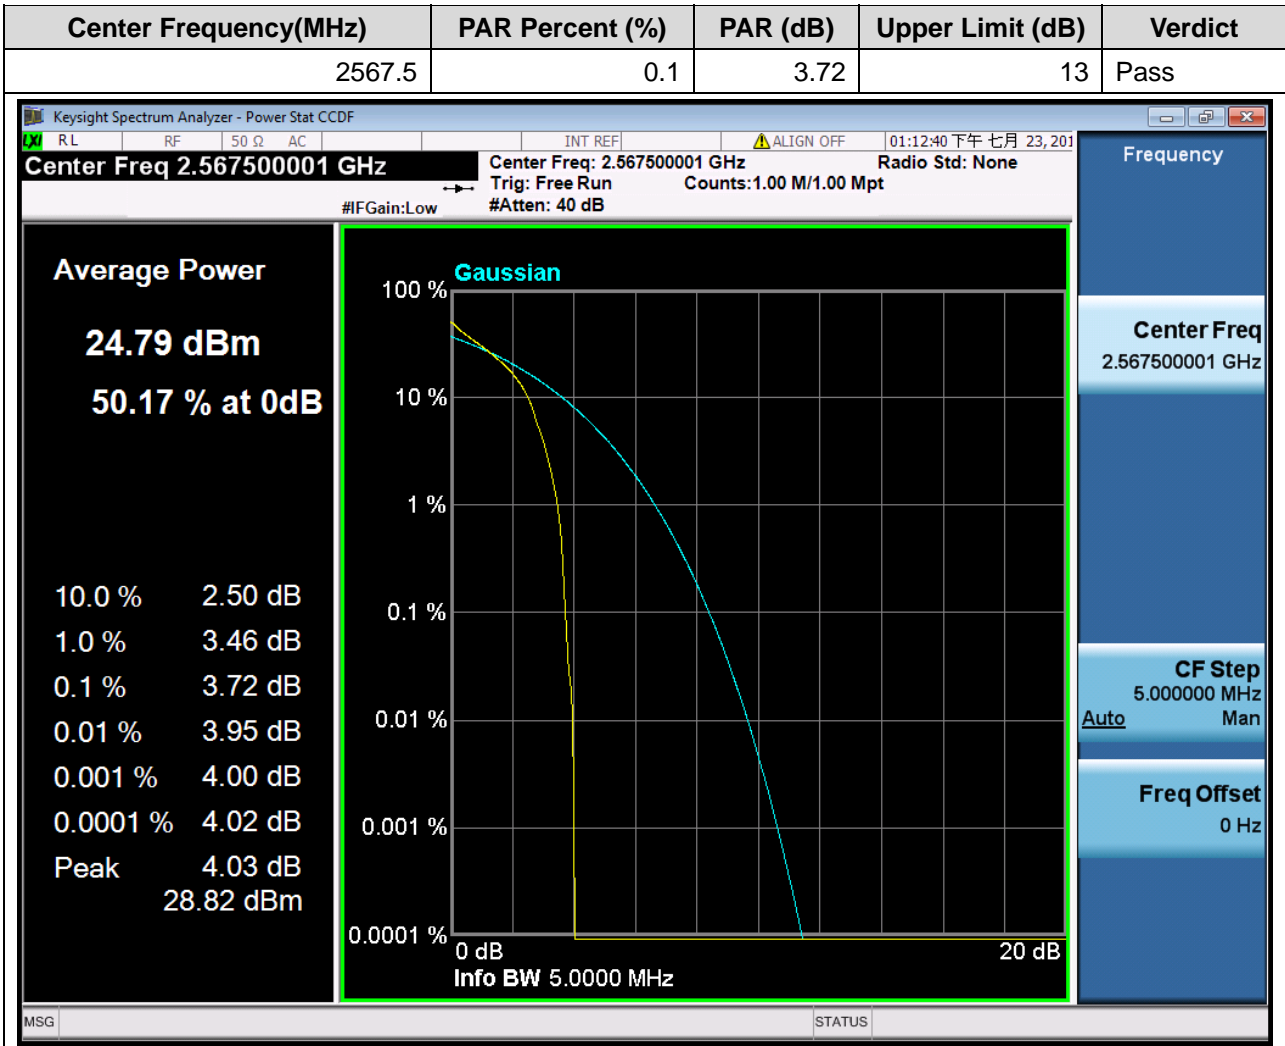 Center Frequency(MHz) PAR Percent (%) PAR (dB) Upper Limit (dB) Verdict
2567.5 0.1 3.72 13 Pass
Keysight Spectrum Analyzer - Power Stat CCDF
LXI RL RF 50 Ω AC INT REF ALIGN OFF 01:12:40 下午 七月 23, 201
Center Freq 2.567500001 GHz
Center Freq: 2.567500001 GHz Radio Std: None
Trig: Free Run Counts:1.00 M/1.00 Mpt
#IFGain:Low #Atten: 40 dB
Average Power
24.79 dBm
50.17 % at 0dB
10.0 % 2.50 dB
1.0 % 3.46 dB
0.1 % 3.72 dB
0.01 % 3.95 dB
0.001 % 4.00 dB
0.0001 % 4.02 dB
Peak 4.03 dB
28.82 dBm
Gaussian
100 %
10 %
1 %
0.1 %
0.01 %
0.001 %
0.0001 %
0 dB 20 dB
Info BW 5.0000 MHz
Frequency
Center Freq
2.567500001 GHz
CF Step
5.000000 MHz
Auto Man
Freq Offset
0 Hz
MSG STATUS